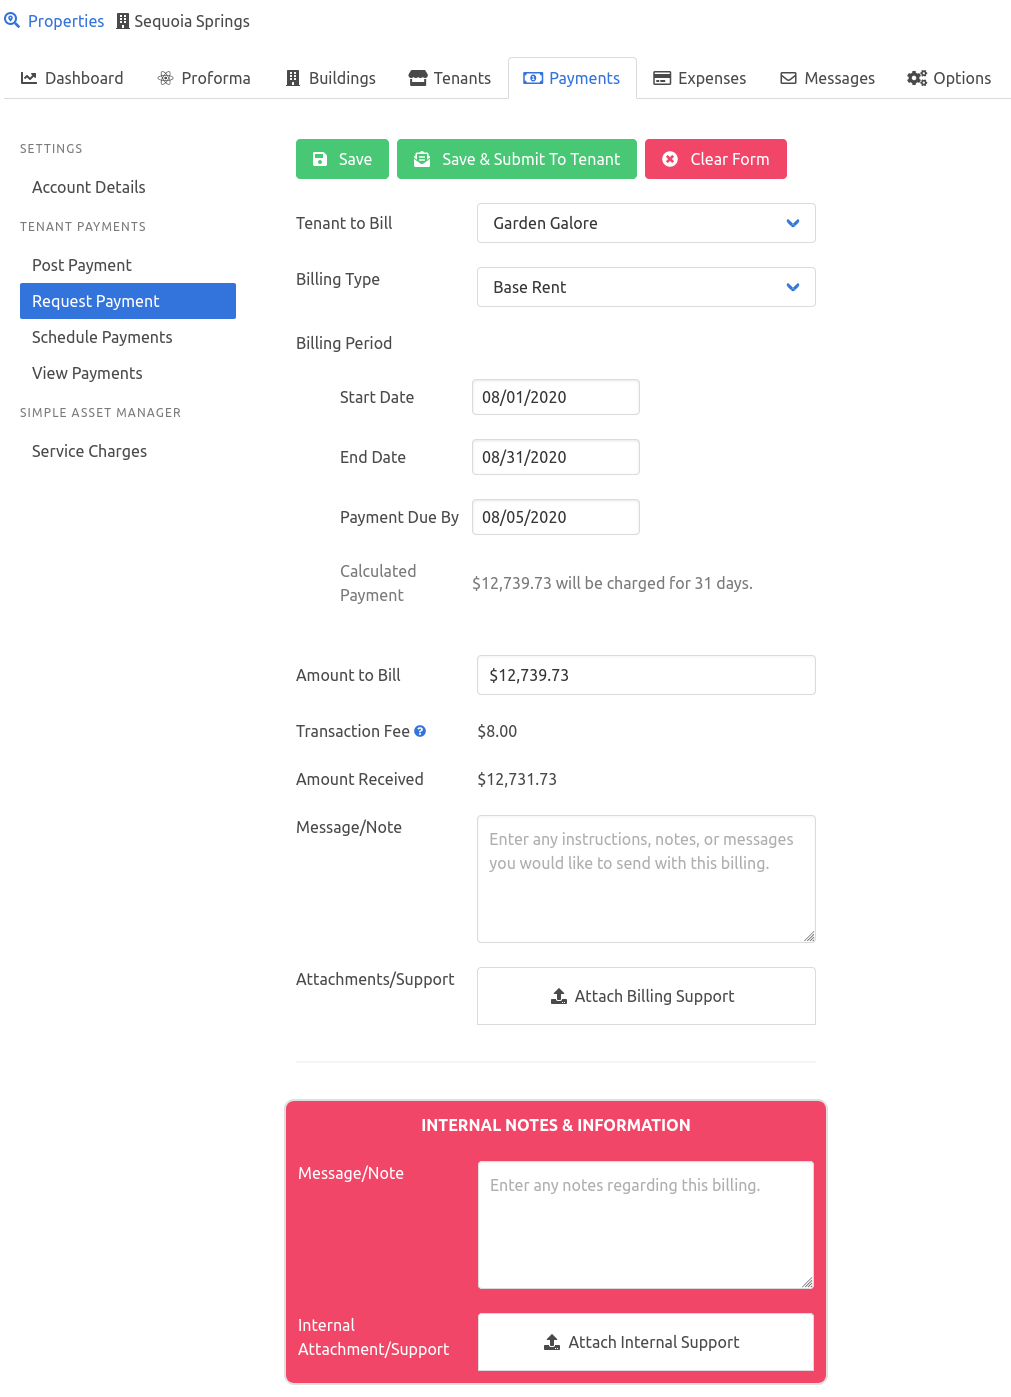 Properties Sequoia Springs
Dashboard Proforma Buildings Tenants Payments Expenses Messages Options
SETTINGS
Account Details
TENANT PAYMENTS
Post Payment
Request Payment
Schedule Payments
View Payments
SIMPLE ASSET MANAGER
Service Charges
Save Save & Submit To Tenant Clear Form
Tenant to Bill Garden Galore
Billing Type Base Rent
Billing Period
Start Date 08/01/2020
End Date 08/31/2020
Payment Due By 08/05/2020
Calculated
Payment
$12,739.73 will be charged for 31 days.
Amount to Bill $12,739.73
Transaction Fee $8.00
Amount Received $12,731.73
Message/Note
Enter any instructions, notes, or messages
you would like to send with this billing.
Attachments/Support Attach Billing Support
INTERNAL NOTES & INFORMATION
Message/Note Enter any notes regarding this billing.
Internal
Attachment/Support
Attach Internal Support